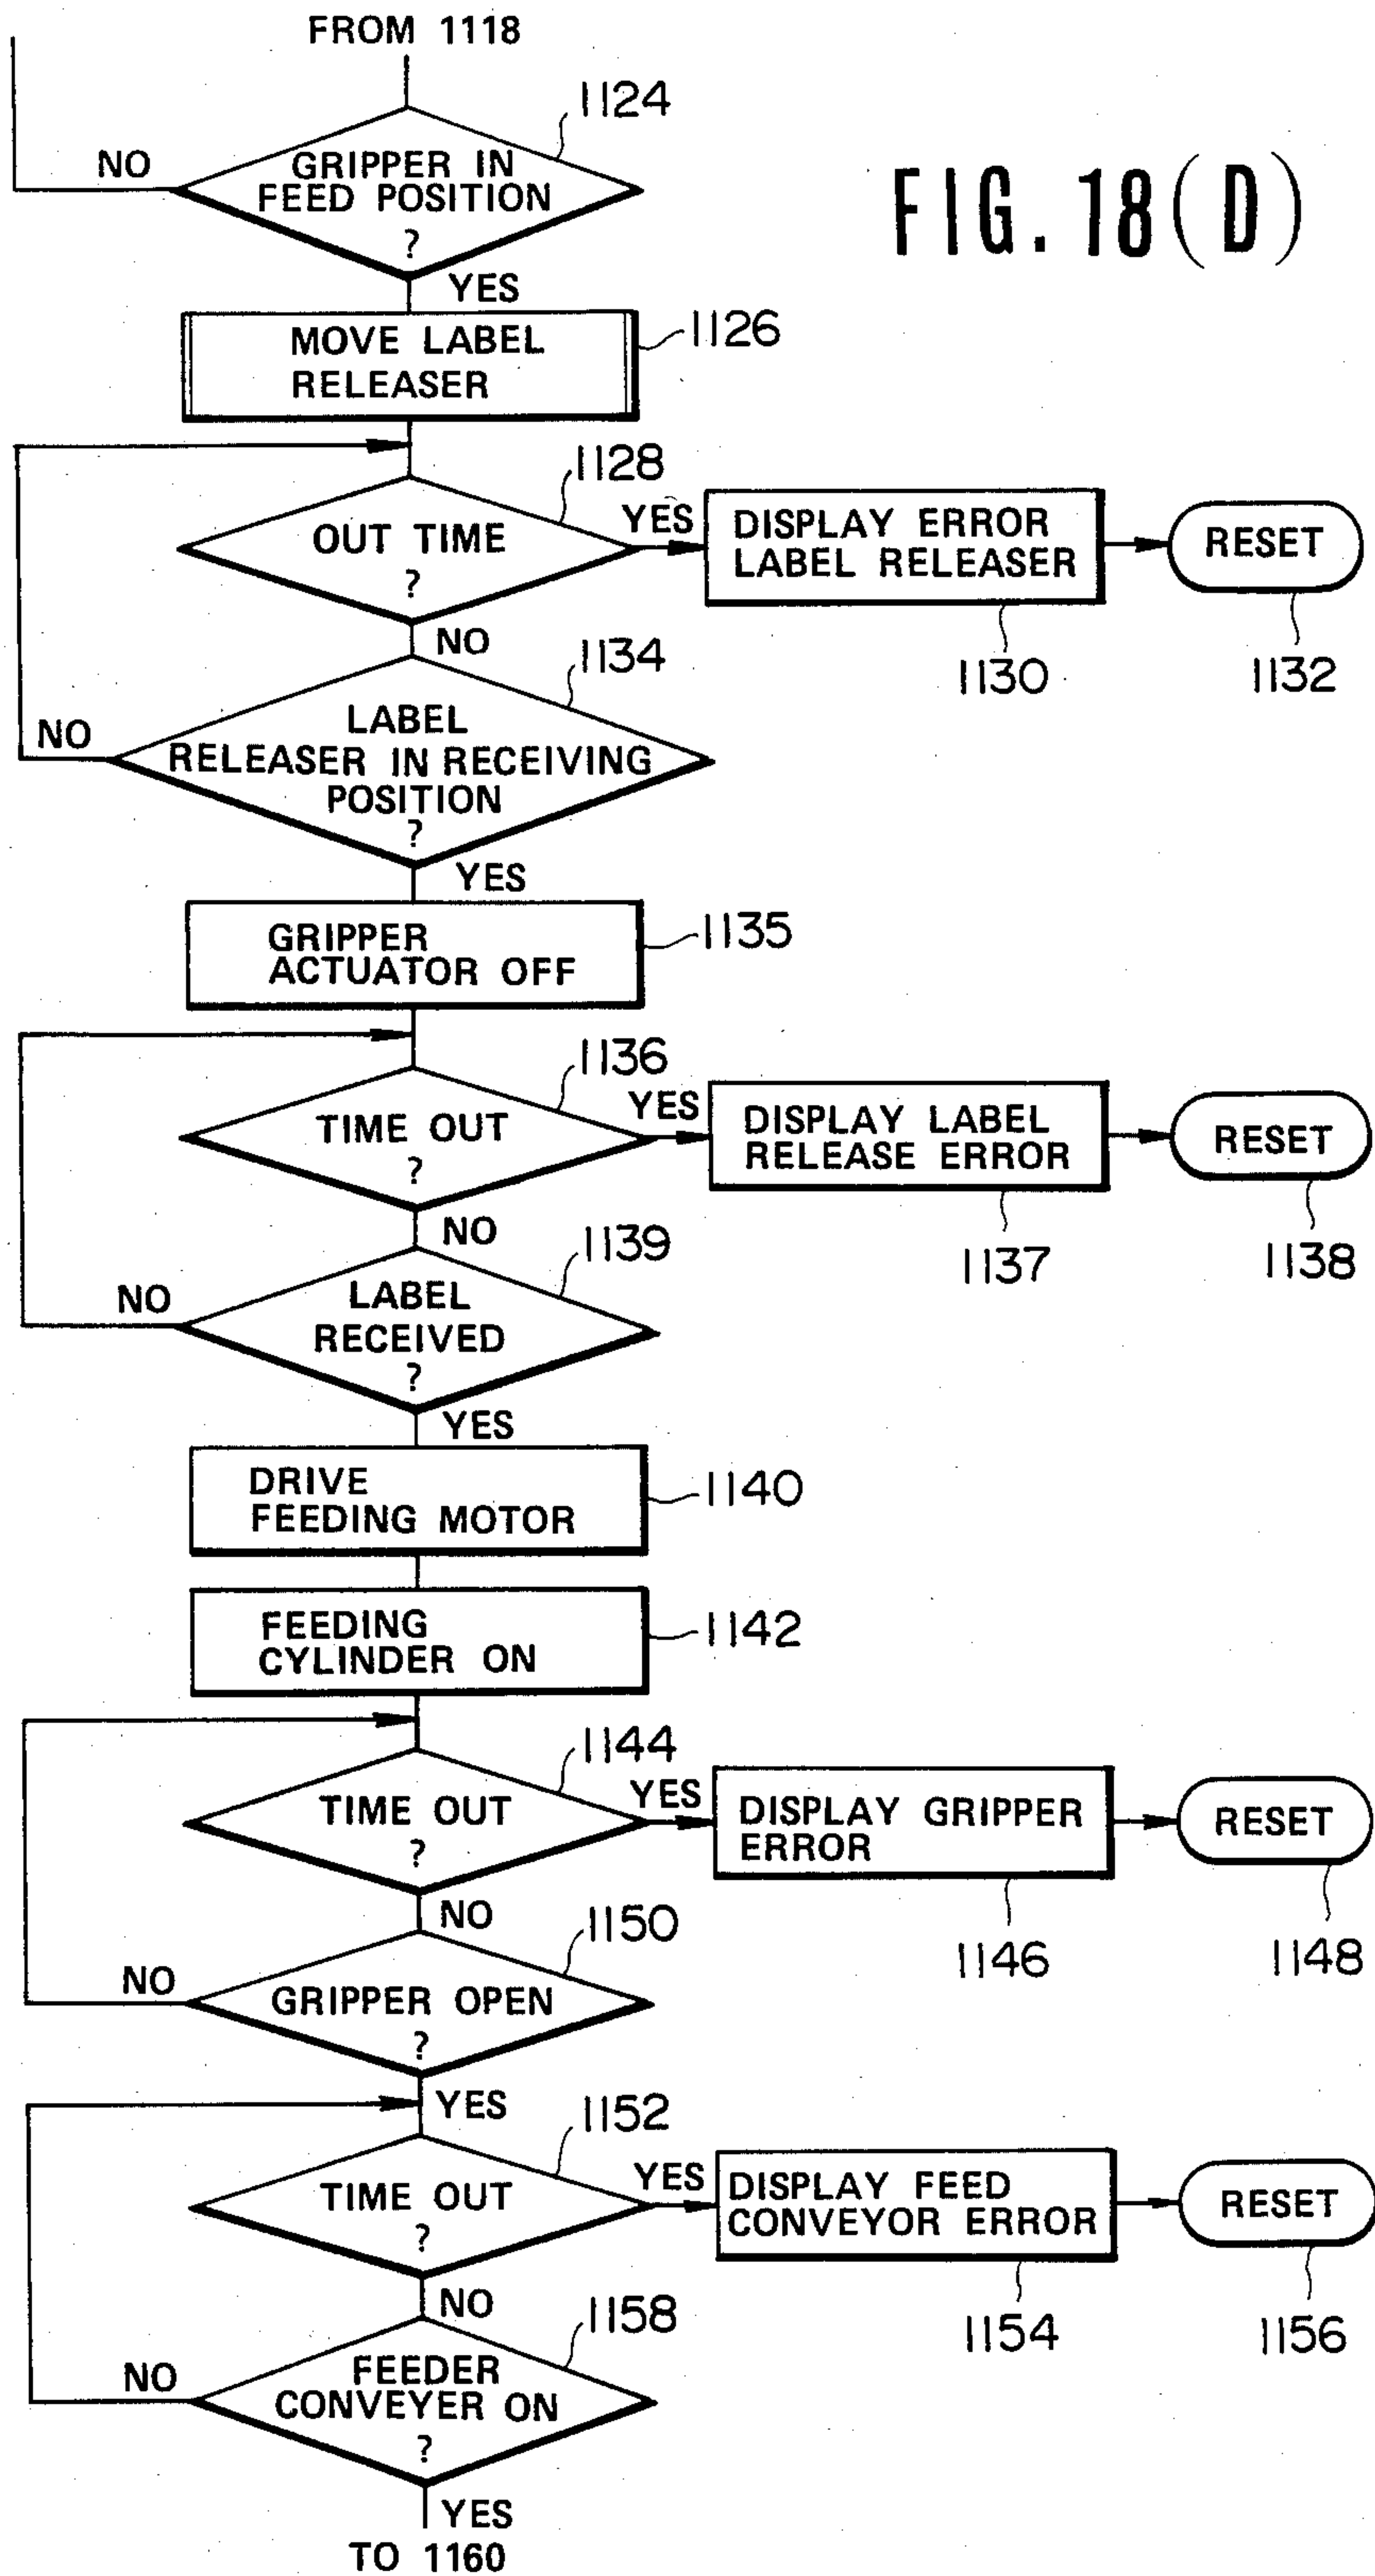 FROM 1118
1124
FIG. 18(D)
NO
GRIPPER IN
FEED POSITION
?
YES
MOVE LABEL
RELEASER
1126
1128
OUT TIME
?
YES
DISPLAY ERROR
LABEL RELEASER
RESET
1130
1132
NO
1134
NO
LABEL
RELEASER IN RECEIVING
POSITION
?
YES
GRIPPER
ACTUATOR OFF
1135
1136
TIME OUT
?
YES
DISPLAY LABEL
RELEASE ERROR
RESET
1137
1138
NO
1139
NO
LABEL
RECEIVED
?
YES
DRIVE
FEEDING MOTOR
1140
FEEDING
CYLINDER ON
1142
1144
TIME OUT
?
YES
DISPLAY GRIPPER
ERROR
RESET
1146
1148
NO
1150
NO
GRIPPER OPEN
?
YES
1152
TIME OUT
?
YES
DISPLAY FEED
CONVEYOR ERROR
RESET
1154
1156
NO
1158
NO
FEEDER
CONVEYER ON
?
YES
TO 1160